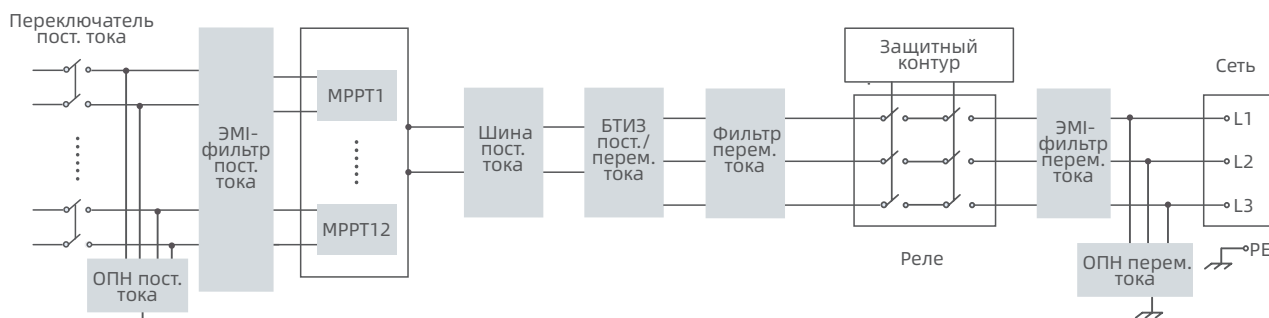 Переключатель
пост. тока
ЭМI-
фильтр
пост.
тока
MPPT1
MPPT12
ОПН пост.
тока
Шина
пост.
тока
БТИЗ
пост./
перем.
тока
Фильтр
перем.
тока
Защитный
контур
Реле
ЭМI-
фильтр
перем.
тока
ОПН перем.
тока
Сеть
L1
L2
L3
PE